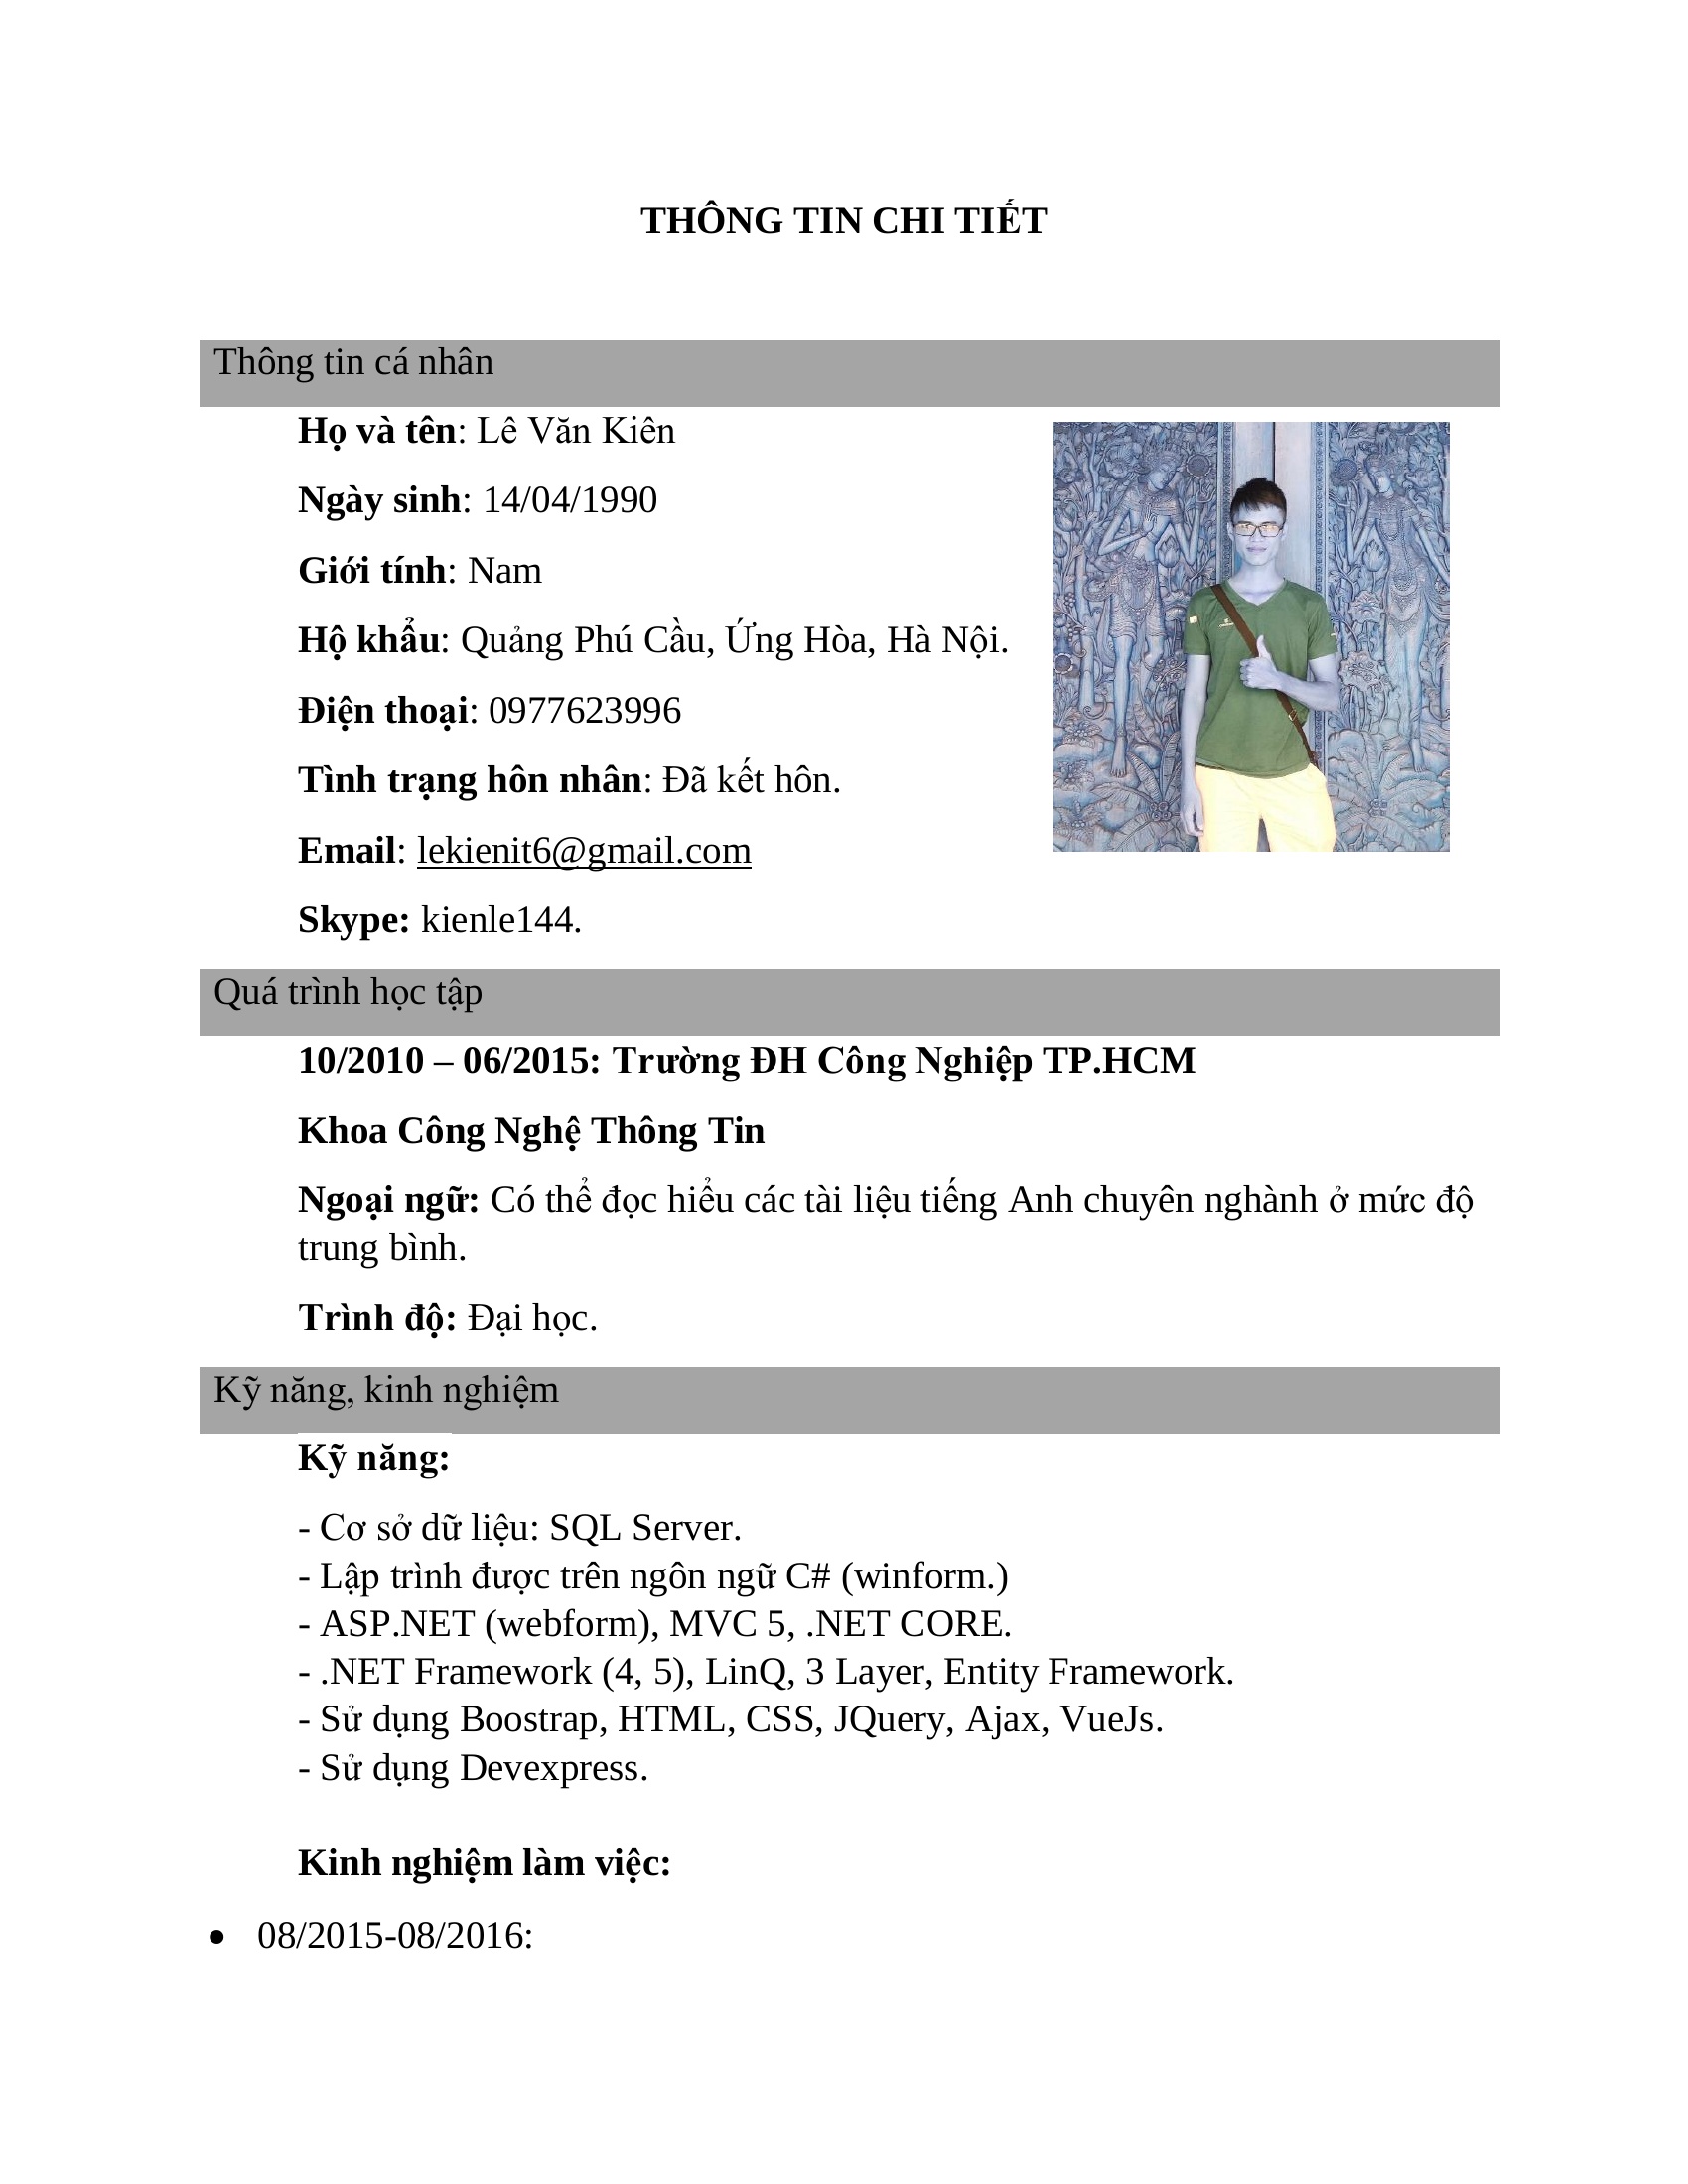 THÔNG TIN CHI TIẾT
Thông tin cá nhân
Họ và tên: Lê Văn Kiên
Ngày sinh: 14/04/1990
Giới tính: Nam
Hộ khẩu: Quảng Phú Cầu, Ứng Hòa, Hà Nội.
Điện thoại: 0977623996
Tình trạng hôn nhân: Đã kết hôn.
Email: lekienit6@gmail.com
Skype: kienle144.
Quá trình học tập
10/2010 – 06/2015: Trường ĐH Công Nghiệp TP.HCM
Khoa Công Nghệ Thông Tin
Ngoại ngữ: Có thể đọc hiểu các tài liệu tiếng Anh chuyên nghành ở mức độ
trung bình.
Trình độ: Đại học.
Kỹ năng, kinh nghiệm
Kỹ năng:
- Cơ sở dữ liệu: SQL Server.
- Lập trình được trên ngôn ngữ C# (winform.)
- ASP.NET (webform), MVC 5, .NET CORE.
- .NET Framework (4, 5), LinQ, 3 Layer, Entity Framework.
- Sử dụng Boostrap, HTML, CSS, JQuery, Ajax, VueJs.
- Sử dụng Devexpress.
Kinh nghiệm làm việc:
• 08/2015-08/2016: